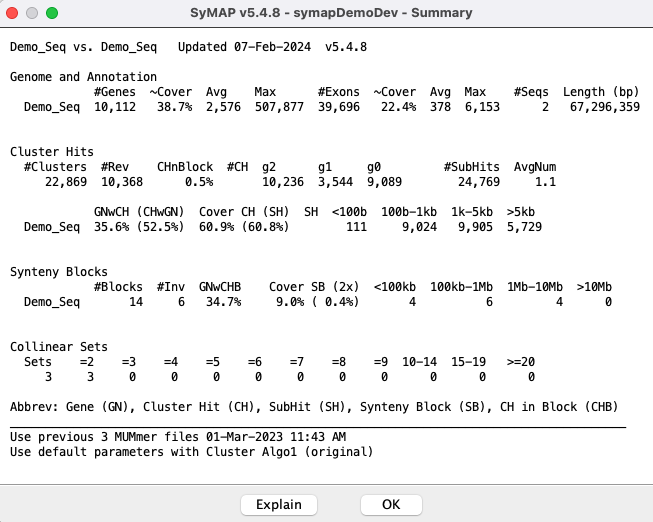 SyMAP v5.4.8 - symapDemoDev - Summary
Demo_Seq vs. Demo_Seq   Updated 07-Feb-2024  v5.4.8
Genome and Annotation
#Genes  ~Cover  Avg    Max      #Exons  ~Cover  Avg  Max    #Seqs  Length (bp)
Demo_Seq  10,112  38.7%  2,576  507,877  39,696  22.4%  378  6,153      2   67,296,359
Cluster Hits
#Clusters  #Rev    CHnBlock  #CH  g2      g1     g0         #SubHits  AvgNum
22,869  10,368      0.5%       10,236  3,544  9,089        24,769     1.1
GNwCH (CHwGN)  Cover CH (SH)  SH  <100b  100b-1kb  1k-5kb  >5kb
Demo_Seq  35.6% (52.5%)  60.9% (60.8%)        111     9,024   9,905  5,729
Synteny Blocks
#Blocks  #Inv  GNwCHB    Cover SB (2x)  <100kb  100kb-1Mb  1Mb-10Mb  >10Mb
Demo_Seq       14     6   34.7%     9.0% ( 0.4%)       4          6         4      0
Collinear Sets
Sets    =2    =3    =4    =5    =6    =7    =8    =9  10-14  15-19   >=20
3     3     0     0     0     0     0     0     0      0      0      0
Abbrev: Gene (GN), Cluster Hit (CH), SubHit (SH), Synteny Block (SB), CH in Block (CHB)
Use previous 3 MUMmer files 01-Mar-2023 11:43 AM
Use default parameters with Cluster Algo1 (original)
Explain  OK